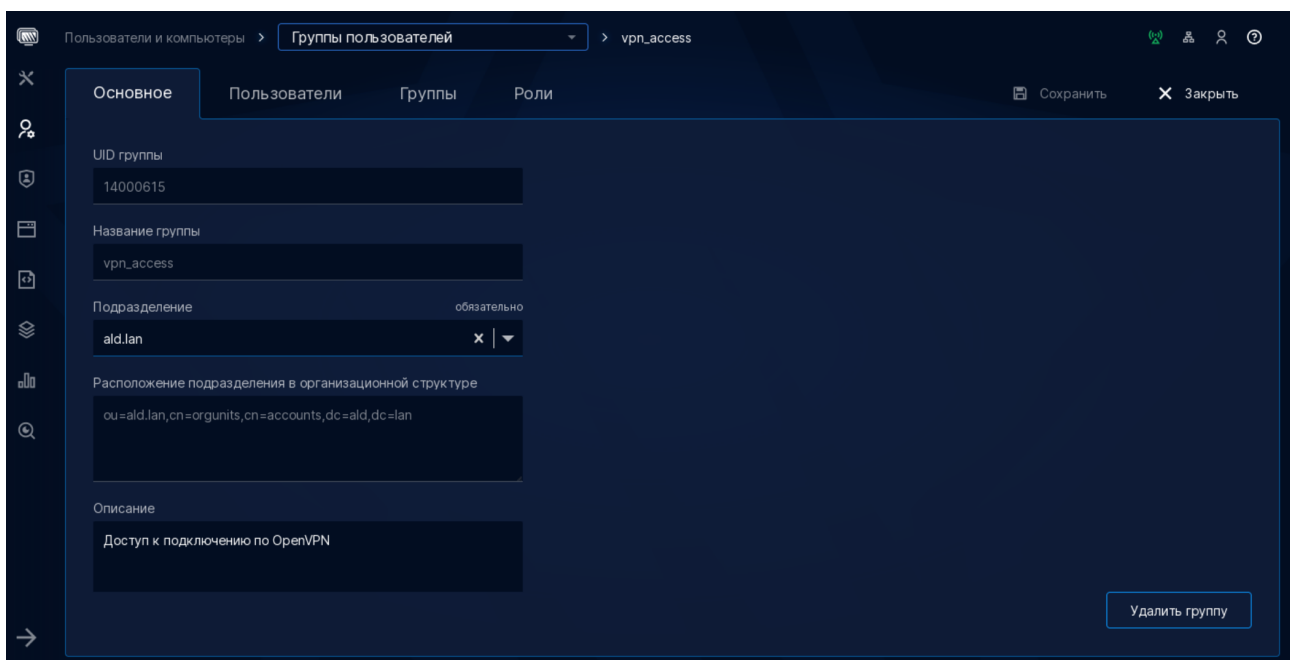 Пользователи и компьютеры > Группы пользователей > vpn_access
Основное Пользователи Группы Роли Сохранить Закрыть
UID группы
14000615
Название группы
vpn_access
Подразделение обязательно
ald.lan
Расположение подразделения в организационной структуре
ou=ald.lan,cn=orgunits,cn=accounts,dc=ald,dc=lan
Описание
Доступ к подключению по OpenVPN
Удалить группу